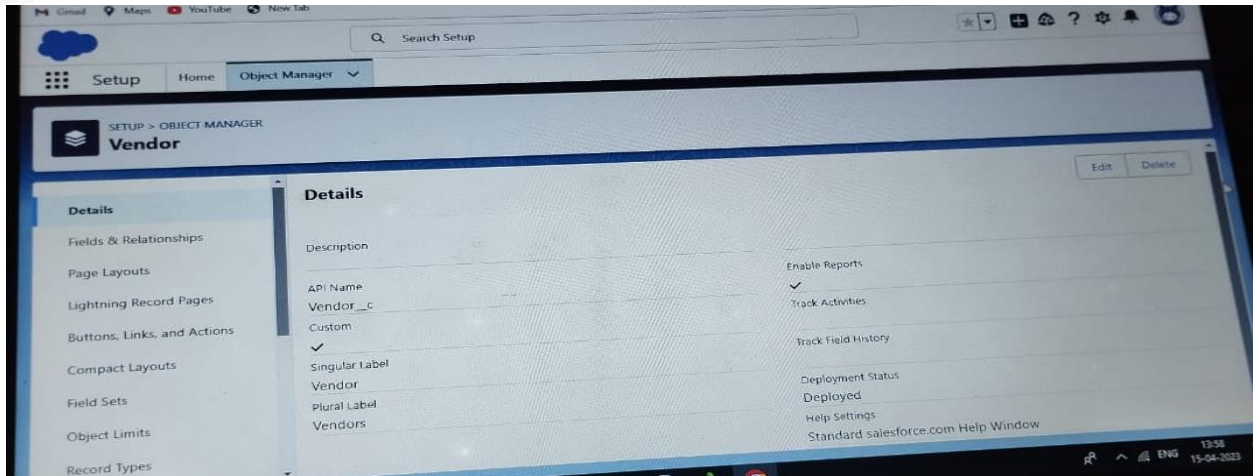 Gmail Maps YouTube New Tab
Search Setup
Setup Home Object Manager
SETUP > OBJECT MANAGER
Vendor
Edit Delete
Details
Fields & Relationships
Page Layouts
Lightning Record Pages
Buttons, Links, and Actions
Compact Layouts
Field Sets
Object Limits
Record Types
Details
Description
API Name
Vendor__c
Custom
Singular Label
Vendor
Plural Label
Vendors
Enable Reports
Track Activities
Track Field History
Deployment Status
Deployed
Help Settings
Standard salesforce.com Help Window
ENG 13:58
15-04-2023